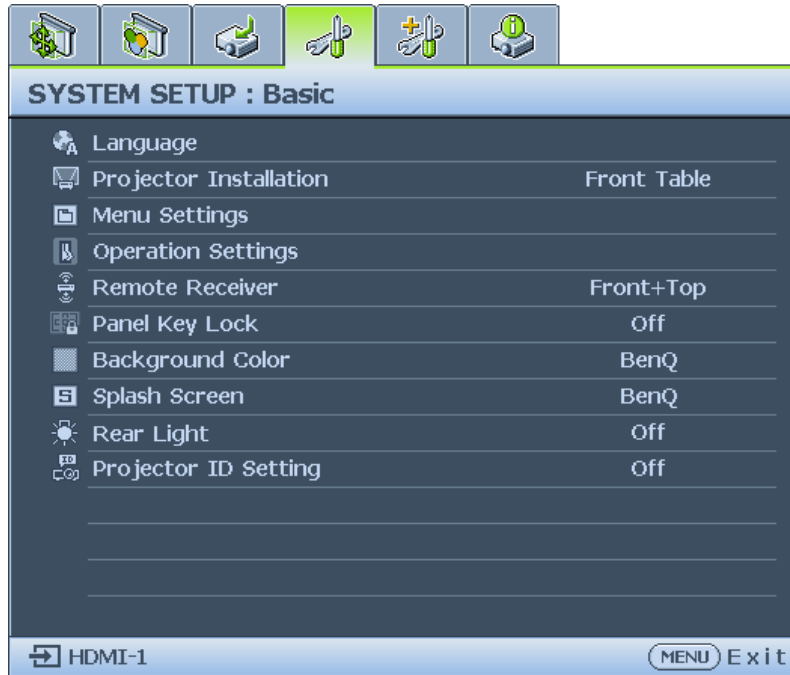 SYSTEM SETUP : Basic
Language
Projector Installation Front Table
Menu Settings
Operation Settings
Remote Receiver Front+Top
Panel Key Lock Off
Background Color BenQ
Splash Screen BenQ
Rear Light Off
Projector ID Setting Off
HDMI-1 MENU Exit